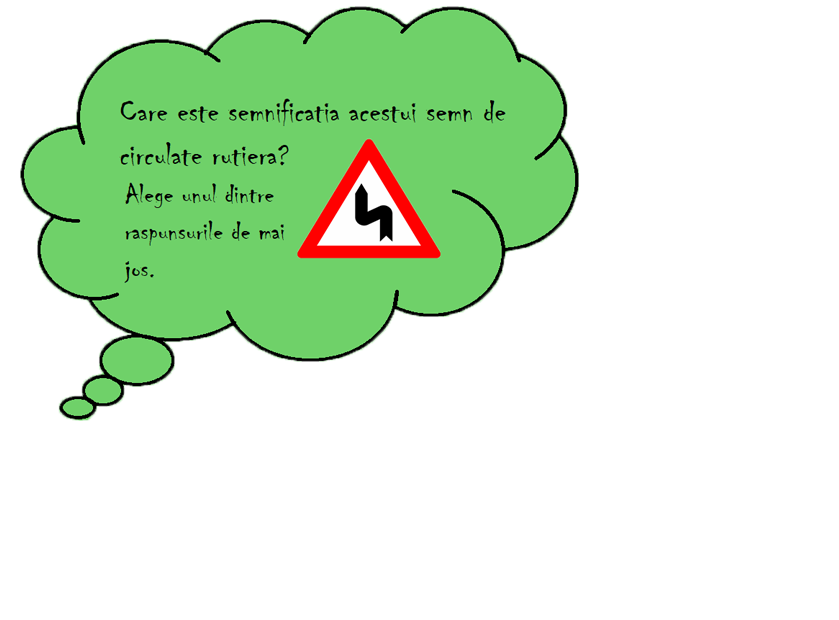 Care este semnificatia acestui semn de
circulate rutiera?
Alege unul dintre
raspunsurile de mai
jos.